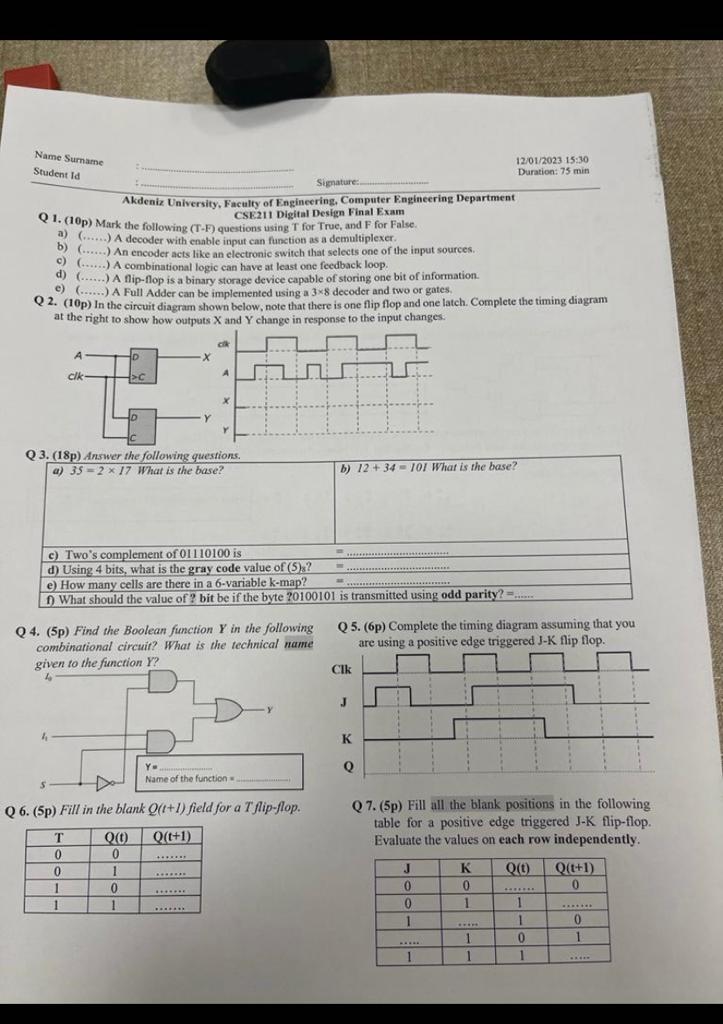 Name Surname : ..........
12/01/2023 15:30
Student Id : ..........
Signature:..........
Duration: 75 min
Akdeniz University, Faculty of Engineering, Computer Engineering Department
CSE211 Digital Design Final Exam
Q 1. (10p) Mark the following (T-F) questions using T for True, and F for False.
a) (......) A decoder with enable input can function as a demultiplexer.
b) (......) An encoder acts like an electronic switch that selects one of the input sources.
c) (......) A combinational logic can have at least one feedback loop.
d) (......) A flip-flop is a binary storage device capable of storing one bit of information.
e) (......) A Full Adder can be implemented using a 3×8 decoder and two or gates.
Q 2. (10p) In the circuit diagram shown below, note that there is one flip flop and one latch. Complete the timing diagram
at the right to show how outputs X and Y change in response to the input changes.
A
clk
D
>C
X
D
C
Y
clk
A
X
Y
Q 3. (18p) Answer the following questions.
a) 35 = 2 × 17 What is the base?
b) 12 + 34 = 101 What is the base?
c) Two's complement of 01110100 is = ..........
d) Using 4 bits, what is the gray code value of (5)₈? = ..........
e) How many cells are there in a 6-variable k-map? = ..........
f) What should the value of ? bit be if the byte ?0100101 is transmitted using odd parity? =......
Q 4. (5p) Find the Boolean function Y in the following
combinational circuit? What is the technical name
given to the function Y?
I₀
I₁
S
Y
Y= ..........
Name of the function = ..........
Q 5. (6p) Complete the timing diagram assuming that you
are using a positive edge triggered J-K flip flop.
Clk
J
K
Q
Q 6. (5p) Fill in the blank Q(t+1) field for a T flip-flop.
T Q(t) Q(t+1)
0 0 .......
0 1 .......
1 0 .......
1 1 .......
Q 7. (5p) Fill all the blank positions in the following
table for a positive edge triggered J-K flip-flop.
Evaluate the values on each row independently.
J K Q(t) Q(t+1)
0 0 ....... 0
0 1 1 .......
1 ..... 1 0
..... 1 0 1
1 1 1 .....